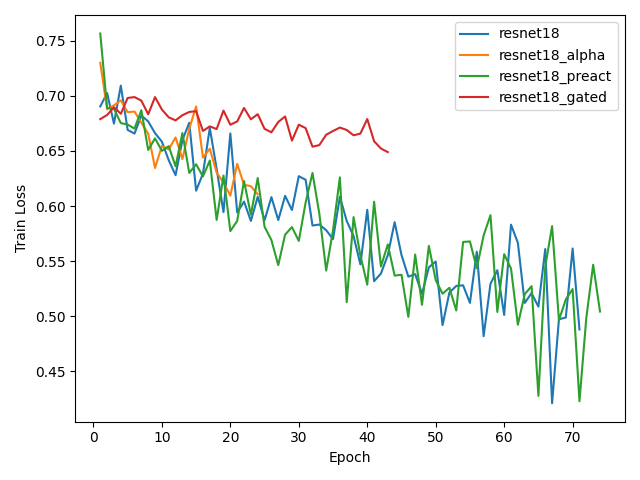 resnet18
resnet18_alpha
resnet18_preact
resnet18_gated
Train Loss
0.75
0.70
0.65
0.60
0.55
0.50
0.45
0 10 20 30 40 50 60 70
Epoch